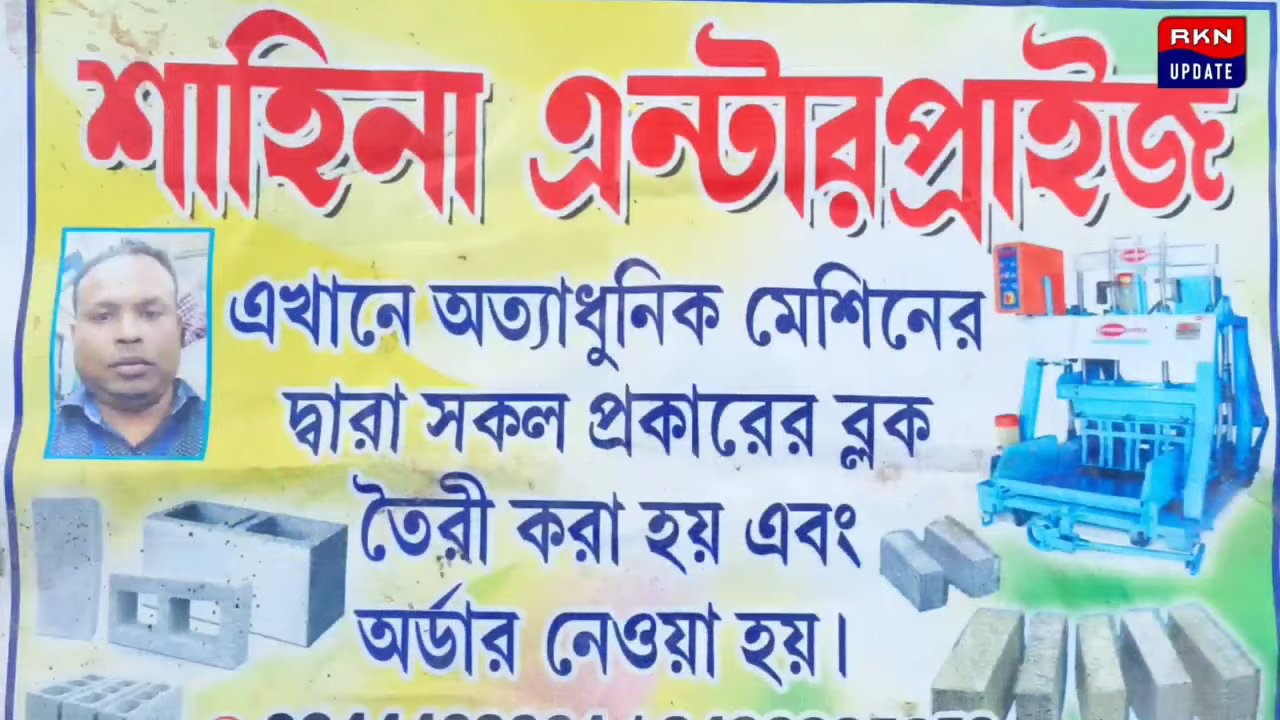 RKN
UPDATE
শাহিনা এন্টারপ্রাইজ
এখানে অত্যাধুনিক মেশিনের
দ্বারা সকল প্রকারের ব্লক
তৈরী করা হয় এবং
অর্ডার নেওয়া হয়।